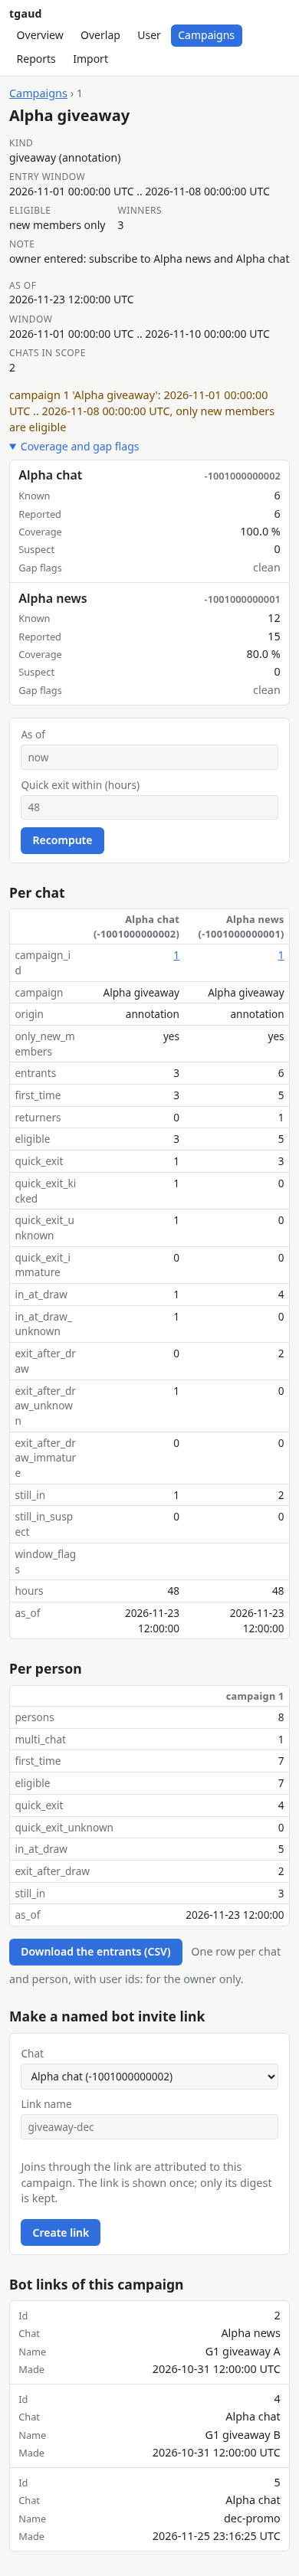 tgaud
Overview Overlap User Campaigns
Reports Import
Campaigns › 1
Alpha giveaway
KIND
giveaway (annotation)
ENTRY WINDOW
2026-11-01 00:00:00 UTC .. 2026-11-08 00:00:00 UTC
ELIGIBLE WINNERS
new members only 3
NOTE
owner entered: subscribe to Alpha news and Alpha chat
AS OF
2026-11-23 12:00:00 UTC
WINDOW
2026-11-01 00:00:00 UTC .. 2026-11-10 00:00:00 UTC
CHATS IN SCOPE
2
campaign 1 'Alpha giveaway': 2026-11-01 00:00:00
UTC .. 2026-11-08 00:00:00 UTC, only new members
are eligible
▼ Coverage and gap flags
Alpha chat -1001000000002
Known 6
Reported 6
Coverage 100.0 %
Suspect 0
Gap flags clean
Alpha news -1001000000001
Known 12
Reported 15
Coverage 80.0 %
Suspect 0
Gap flags clean
As of
now
Quick exit within (hours)
48
Recompute
Per chat
Alpha chat Alpha news
(-1001000000002) (-1001000000001)
campaign_i 1 1
d
campaign Alpha giveaway Alpha giveaway
origin annotation annotation
only_new_m yes yes
embers
entrants 3 6
first_time 3 5
returners 0 1
eligible 3 5
quick_exit 1 3
quick_exit_ki 1 0
cked
quick_exit_u 1 0
nknown
quick_exit_i 0 0
mmature
in_at_draw 1 4
in_at_draw_ 1 0
unknown
exit_after_dr 0 2
aw
exit_after_dr 1 0
aw_unknow
n
exit_after_dr 0 0
aw_immatur
e
still_in 1 2
still_in_susp 0 0
ect
window_flag
s
hours 48 48
as_of 2026-11-23 2026-11-23
12:00:00 12:00:00
Per person
campaign 1
persons 8
multi_chat 1
first_time 7
eligible 7
quick_exit 4
quick_exit_unknown 0
in_at_draw 5
exit_after_draw 2
still_in 3
as_of 2026-11-23 12:00:00
Download the entrants (CSV) One row per chat
and person, with user ids: for the owner only.
Make a named bot invite link
Chat
Alpha chat (-1001000000002)
Link name
giveaway-dec
Joins through the link are attributed to this
campaign. The link is shown once; only its digest
is kept.
Create link
Bot links of this campaign
Id 2
Chat Alpha news
Name G1 giveaway A
Made 2026-10-31 12:00:00 UTC
Id 4
Chat Alpha chat
Name G1 giveaway B
Made 2026-10-31 12:00:00 UTC
Id 5
Chat Alpha chat
Name dec-promo
Made 2026-11-25 23:16:25 UTC